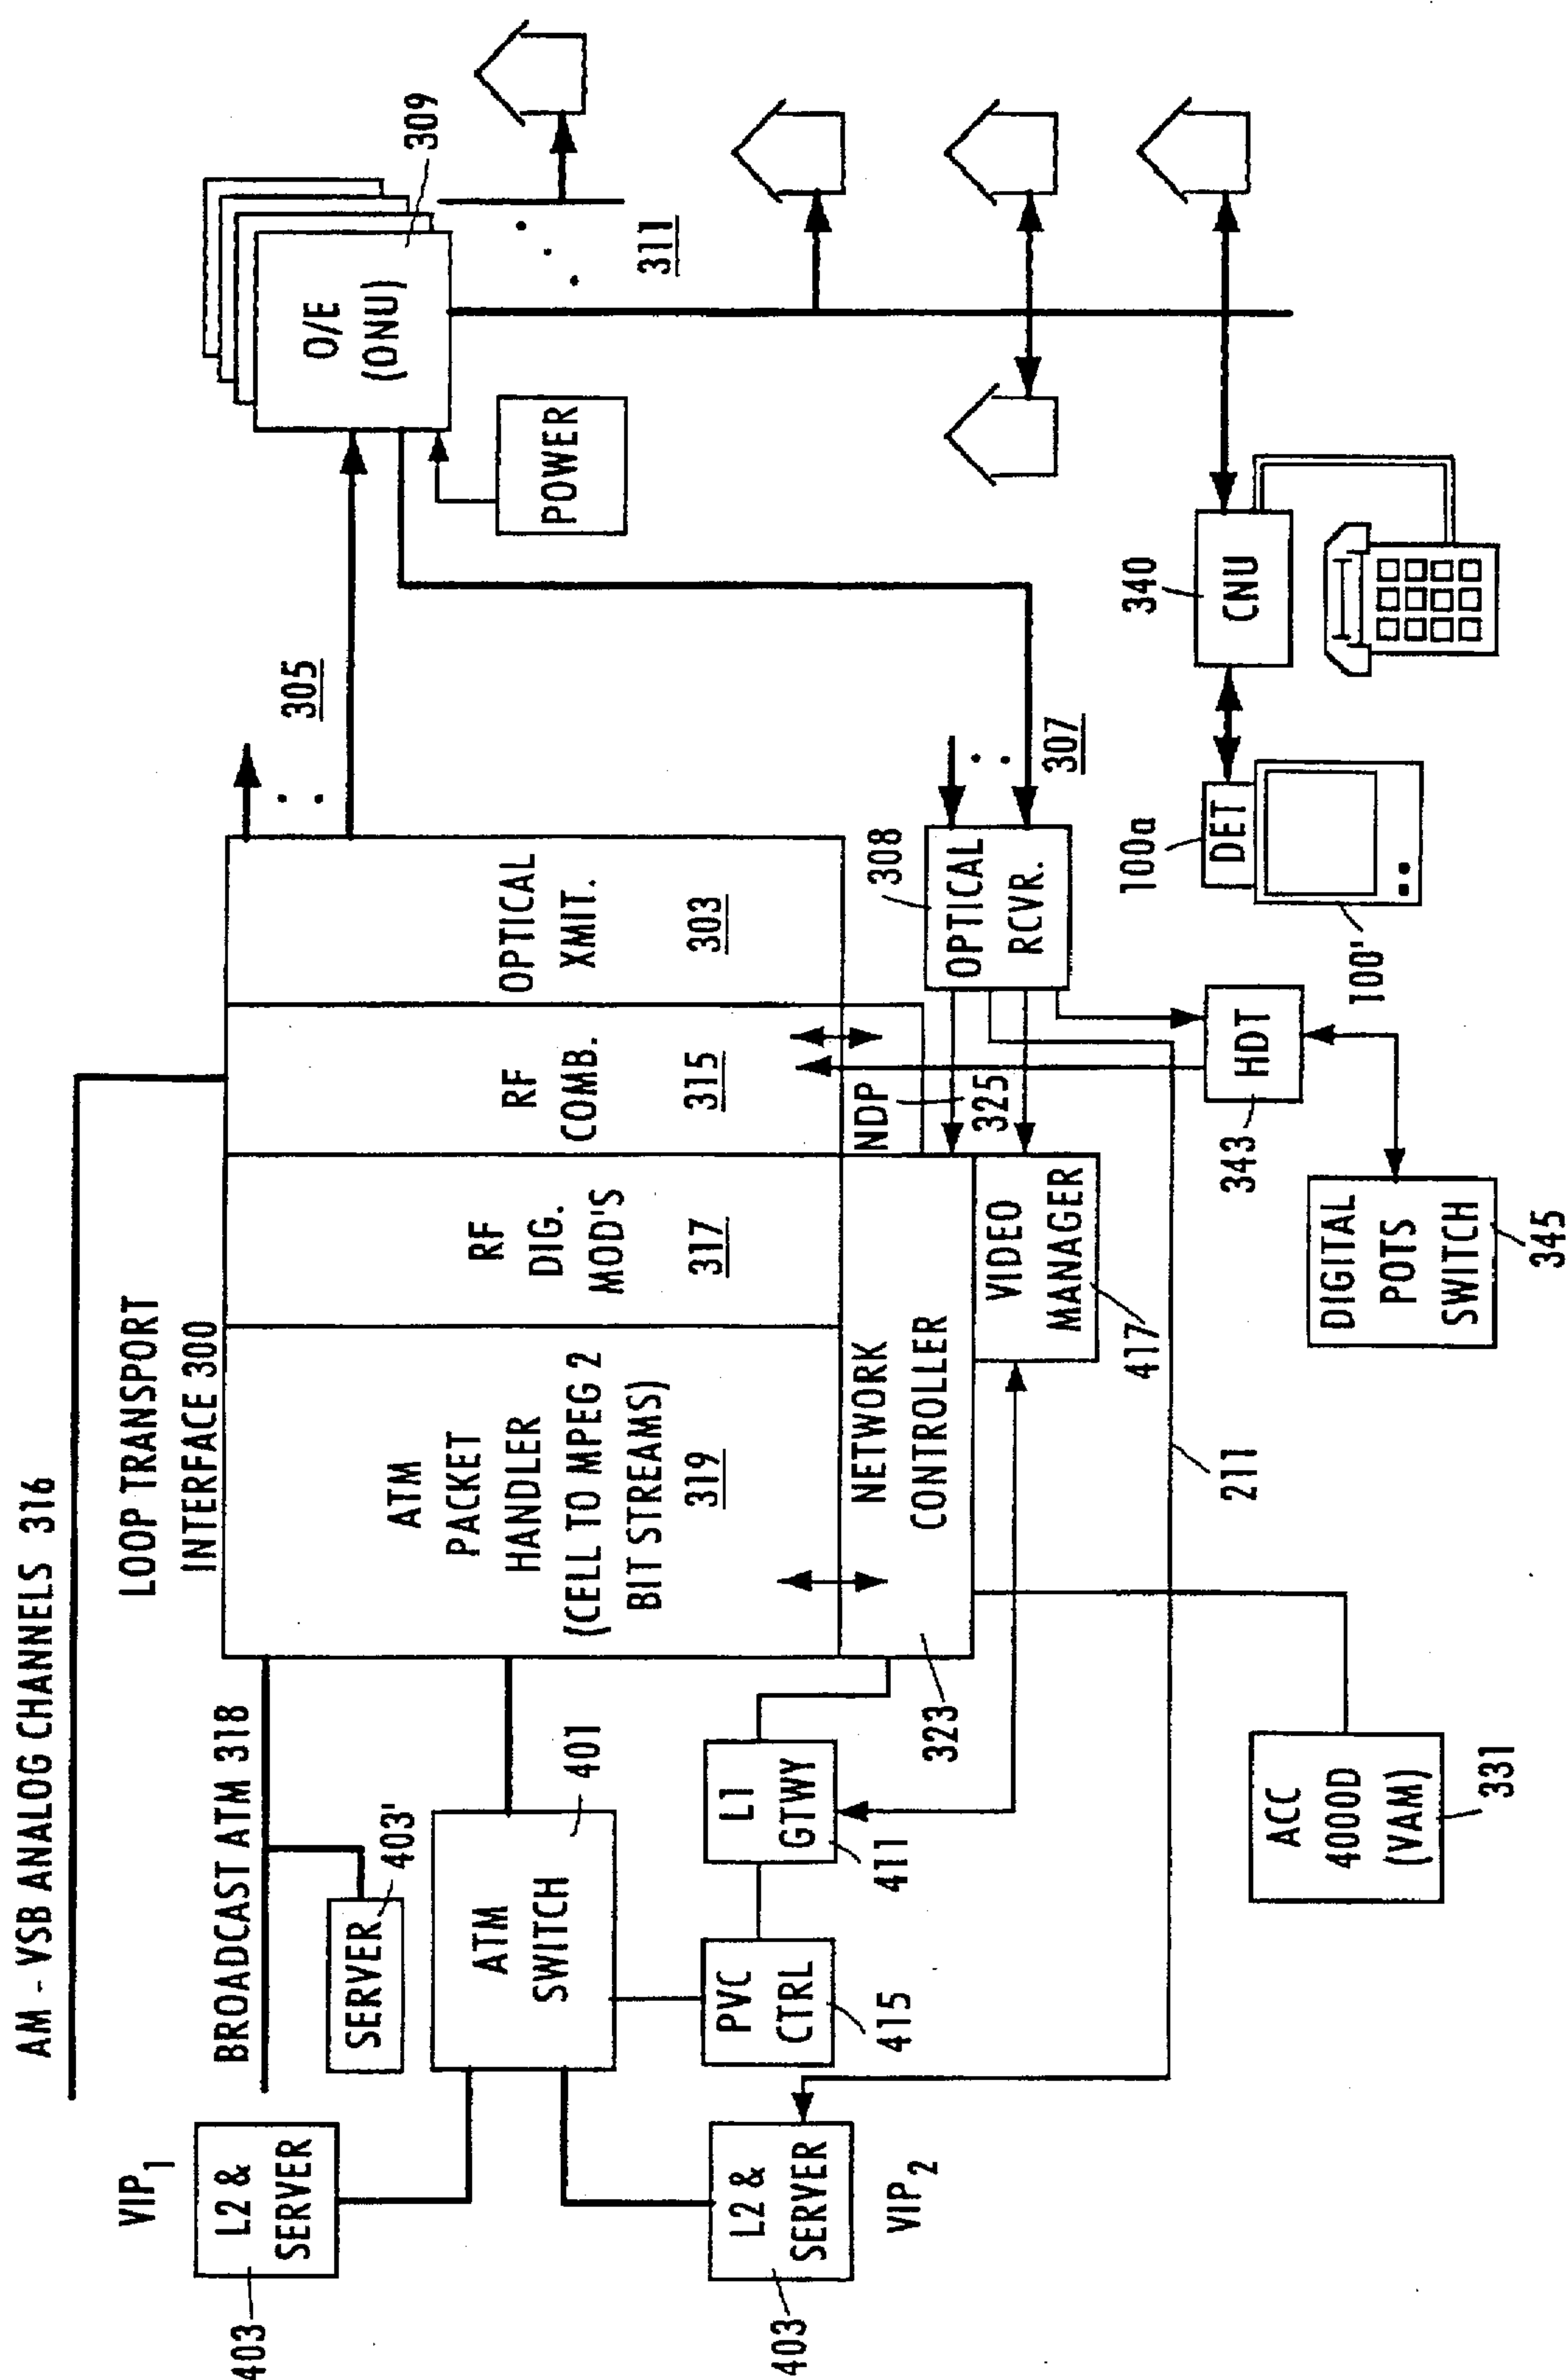 AM - VSB ANALOG CHANNELS 316
LOOP TRANSPORT
INTERFACE 300
BROADCAST ATM 318
VIP1
L2 &
SERVER
403
SERVER
403'
ATM
SWITCH
401
L2 &
SERVER
403
VIP2
PVC
CTRL
415
L1
GTWY
411
ATM
PACKET
HANDLER
(CELL TO MPEG 2
BIT STREAMS)
319
RF
DIG.
MOD'S
317
RF
COMB.
315
OPTICAL
XMIT.
303
NETWORK
CONTROLLER
323
NDP
325
VIDEO
MANAGER
417
211
ACC
4000D
(VAM)
331
305
307
OPTICAL
RCVR.
308
HDT
343
DIGITAL
POTS
SWITCH
345
O/E
(ONU)
309
311
POWER
CNU
340
DET
100a
100'